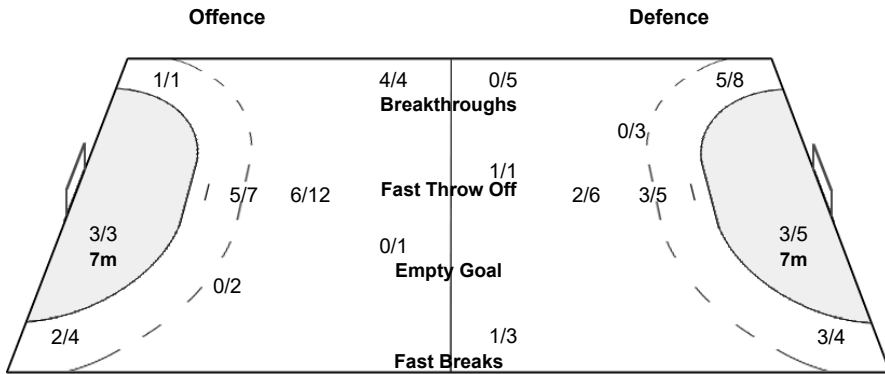 Offence Defence
1/1 4/4 0/5 5/8
Breakthroughs
0/3
1/1
5/7 6/12 Fast Throw Off 2/6 3/5
3/3 0/1 3/5
7m Empty Goal 7m
0/2
2/4 1/3 3/4
Fast Breaks